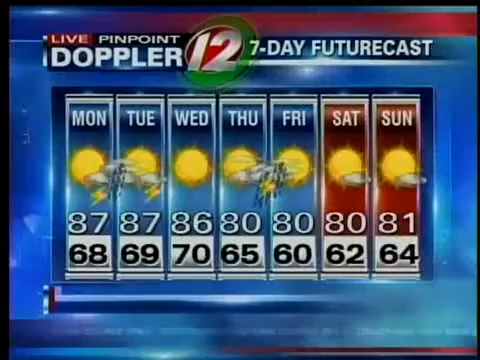 LIVE PINPOINT
DOPPLER 12 7-DAY FUTURECAST
MON TUE WED THU FRI SAT SUN
87 87 86 80 80 80 81
68 69 70 65 60 62 64